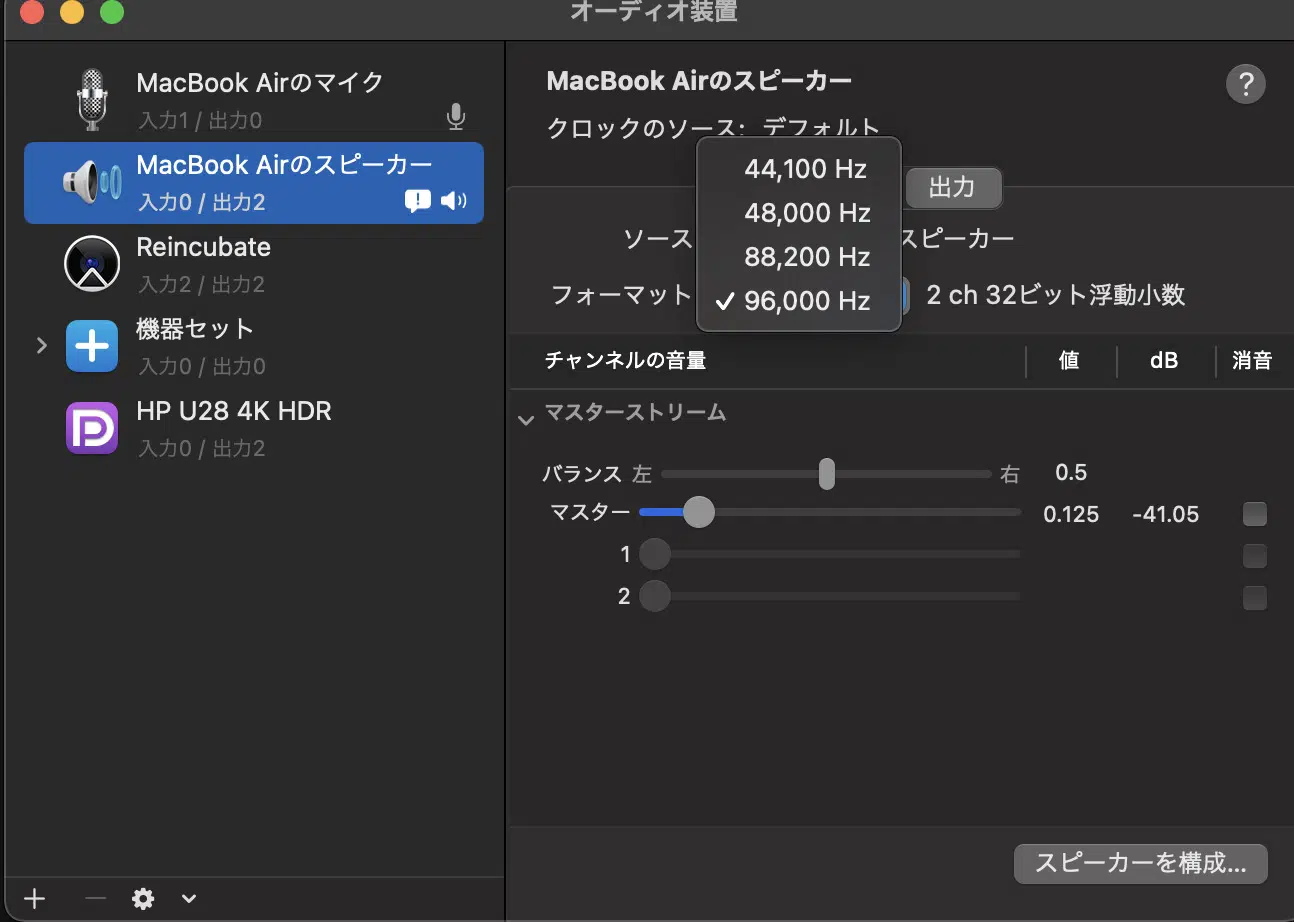 オーディオ装置
MacBook Airのマイク
入力1 / 出力0
MacBook Airのスピーカー
入力0 / 出力2
Reincubate
入力2 / 出力2
機器セット
入力0 / 出力0
HP U28 4K HDR
入力0 / 出力2
MacBook Airのスピーカー
?
クロックのソース: デフォルト
44,100 Hz
48,000 Hz
88,200 Hz
✓ 96,000 Hz
出力
ソース スピーカー
フォーマット 2 ch 32ビット浮動小数
チャンネルの音量 値 dB 消音
マスターストリーム
バランス 左 右 0.5
マスター 0.125 -41.05
1
2
スピーカーを構成...